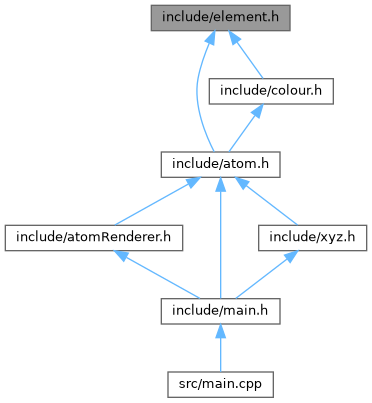 include/element.h
include/colour.h
include/atom.h
include/atomRenderer.h
include/xyz.h
include/main.h
src/main.cpp